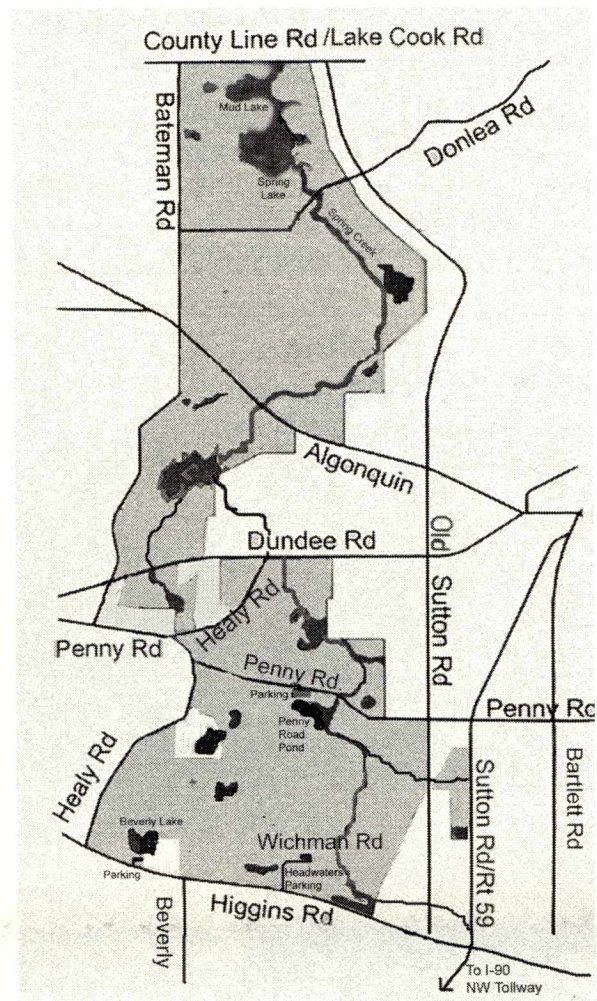 County Line Rd /Lake Cook Rd
Bateman Rd
Mud Lake
Donlea Rd
Spring
Lake
Spring Creek
Algonquin
Old Sutton Rd
Dundee Rd
Healy Rd
Penny Rd
Penny Rd
Parking
Penny
Road
Pond
Penny Rd
Healy Rd
Sutton Rd/Rt 59
Bartlett Rd
Beverly Lake
Parking
Wichman Rd
Headwaters
Parking
Higgins Rd
Beverly
To I-90
NW Tollway